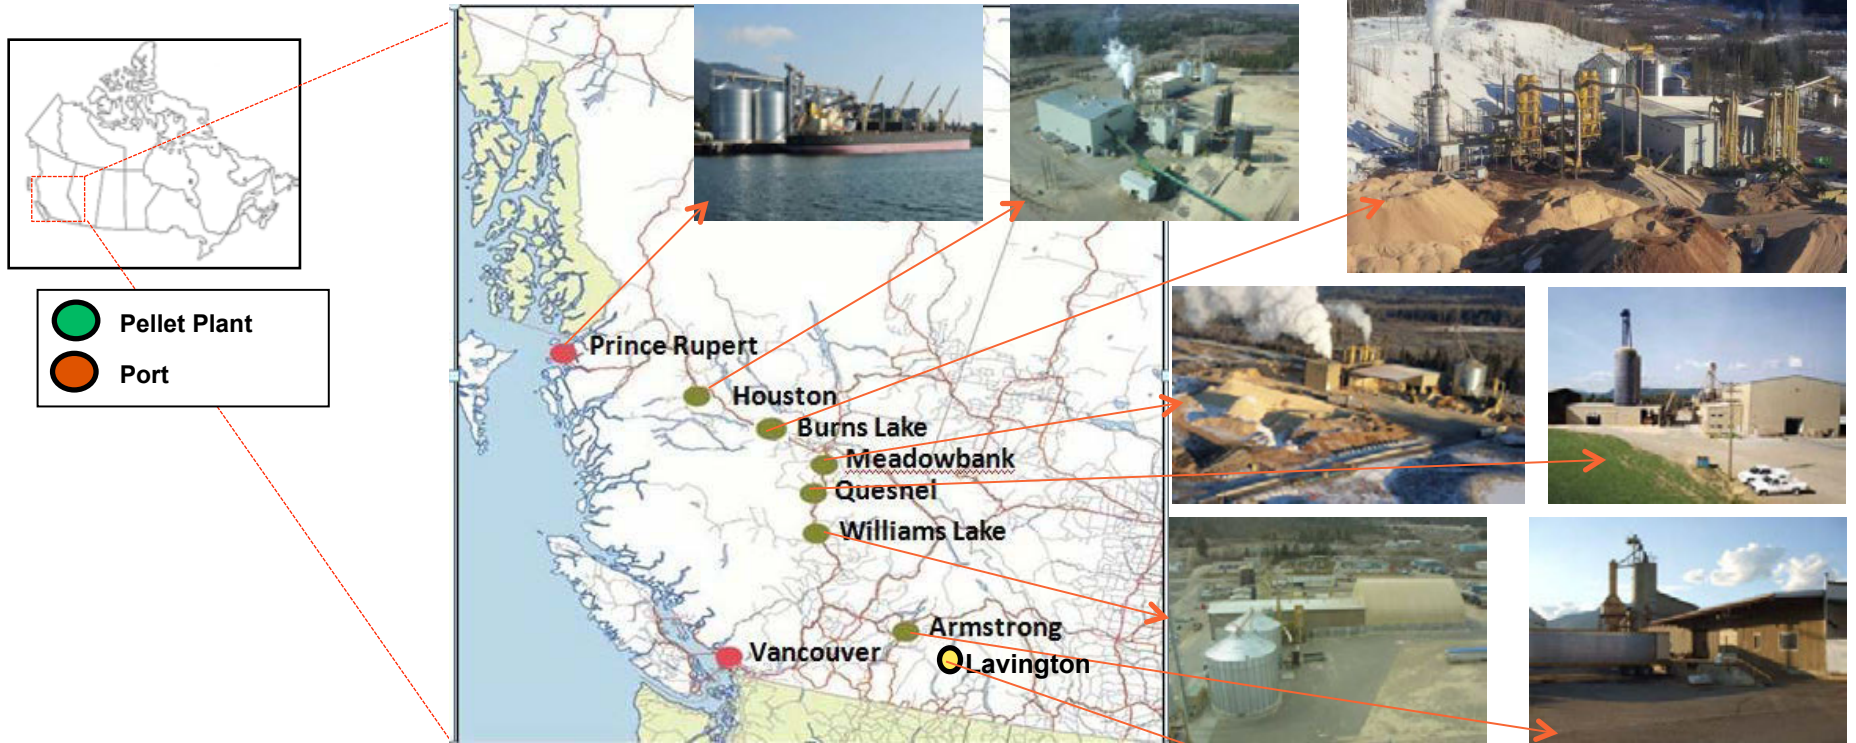 Pellet Plant
Port
Prince Rupert
Houston
Burns Lake
Meadowbank
Quesnel
Williams Lake
Armstrong
Vancouver
Lavington